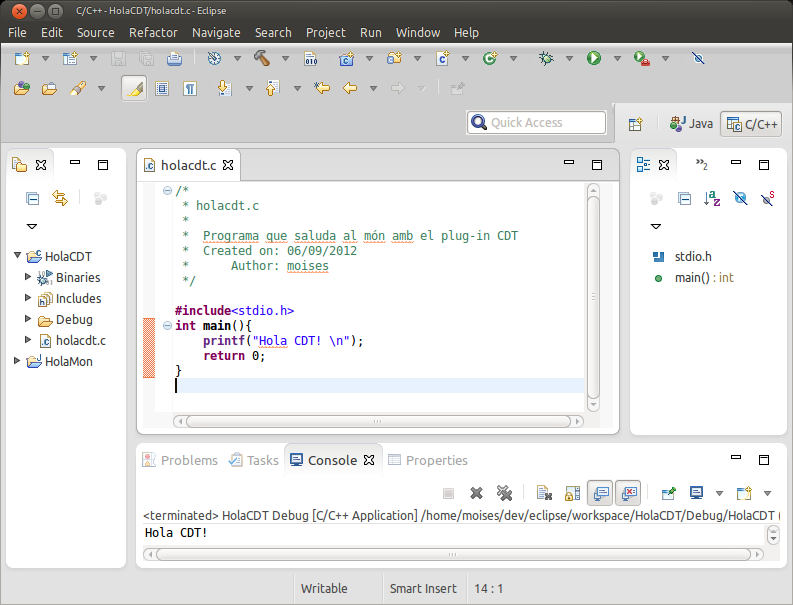 C/C++ - HolaCDT/holacdt.c - Eclipse
File Edit Source Refactor Navigate Search Project Run Window Help
Quick Access
Java
C/C++
holacdt.c
HolaCDT
Binaries
Includes
Debug
holacdt.c
HolaMon
/*
* holacdt.c
*
* Programa que saluda al món amb el plug-in CDT
* Created on: 06/09/2012
* Author: moises
*/
#include<stdio.h>
int main(){
printf("Hola CDT! \n");
return 0;
}
»2
stdio.h
main() : int
Problems Tasks Console Properties
<terminated> HolaCDT Debug [C/C++ Application] /home/moises/dev/eclipse/workspace/HolaCDT/Debug/HolaCDT (
Hola CDT!
Writable Smart Insert 14 : 1